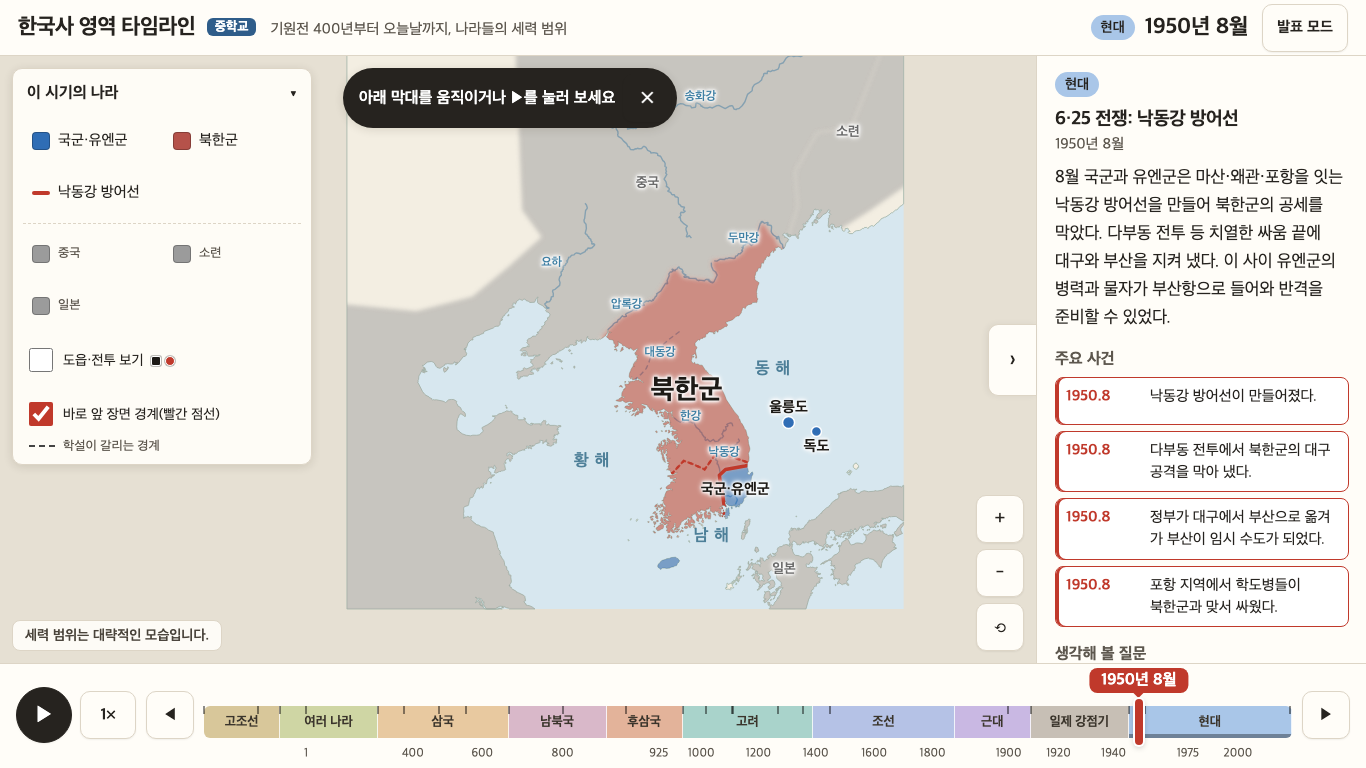 한국사 영역 타임라인
중학교
기원전 400년부터 오늘날까지, 나라들의 세력 범위
현대
1950년 8월
발표 모드
이 시기의 나라
▼
국군·유엔군
북한군
낙동강 방어선
중국
소련
일본
도읍·전투 보기
바로 앞 장면 경계(빨간 점선)
학설이 갈리는 경계
아래 막대를 움직이거나 ▶를 눌러 보세요
✕
송화강
소련
중국
두만강
요하
압록강
대동강
동 해
북한군
울릉도
한강
독도
낙동강
황 해
국군·유엔군
남 해
일본
세력 범위는 대략적인 모습입니다.
›
+
−
⟲
현대
6·25 전쟁: 낙동강 방어선
1950년 8월
8월 국군과 유엔군은 마산·왜관·포항을 잇는
낙동강 방어선을 만들어 북한군의 공세를
막았다. 다부동 전투 등 치열한 싸움 끝에
대구와 부산을 지켜 냈다. 이 사이 유엔군의
병력과 물자가 부산항으로 들어와 반격을
준비할 수 있었다.
주요 사건
1950.8 낙동강 방어선이 만들어졌다.
1950.8 다부동 전투에서 북한군의 대구
공격을 막아 냈다.
1950.8 정부가 대구에서 부산으로 옮겨
가 부산이 임시 수도가 되었다.
1950.8 포항 지역에서 학도병들이
북한군과 맞서 싸웠다.
생각해 볼 질문
1950년 8월
▶
1×
◀
고조선
여러 나라
삼국
남북국
후삼국
고려
조선
근대
일제 강점기
현대
▶
1
400
600
800
925
1000
1200
1400
1600
1800
1900
1920
1940
1975
2000